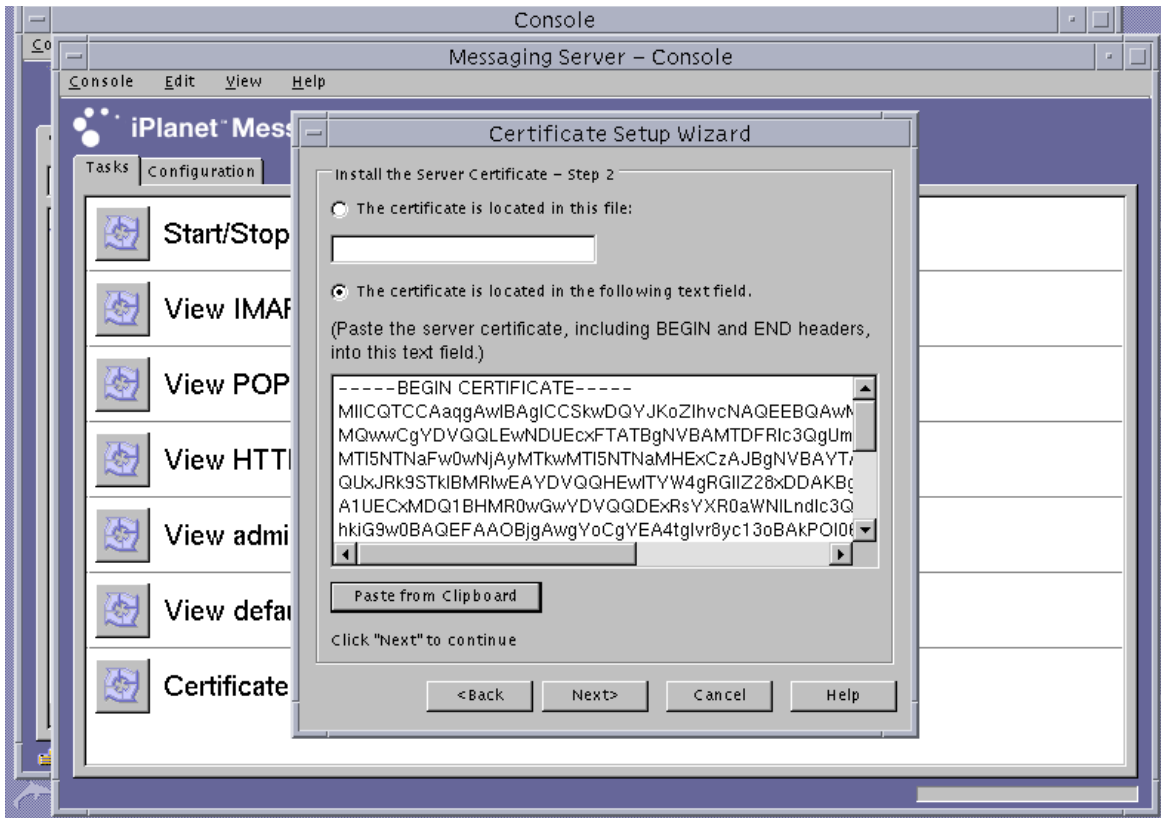 Console
Co
Messaging Server – Console
Console Edit View Help
iPlanet™ Mess
Certificate Setup Wizard
Tasks Configuration
Install the Server Certificate – Step 2
The certificate is located in this file:
Start/Stop
The certificate is located in the following text field.
View IMAP
(Paste the server certificate, including BEGIN and END headers,
into this text field.)
View POP
-----BEGIN CERTIFICATE-----
MIICQTCCAaqgAwIBAgICCSkwDQYJKoZIhvcNAQEEBQAwN
MQwwCgYDVQQLEwNDUEcxFTATBgNVBAMTDFRlc3QgUm
View HTT
MTI5NTNaFw0wNjAyMTkwMTI5NTNaMHExCzAJBgNVBAYTA
QUxJRk9STklBMRIwEAYDVQQHEwlTYW4gRGllZ28xDDAKBg
A1UECxMDQ1BHMR0wGwYDVQQDExRsYXR0aWNlLndlc3Q
View admi
hkiG9w0BAQEFAAOBjgAwgYoCgYEA4tglvr8yc13oBAkPOl06
Paste from Clipboard
View defau
Click "Next" to continue
Certificate
<Back Next> Cancel Help